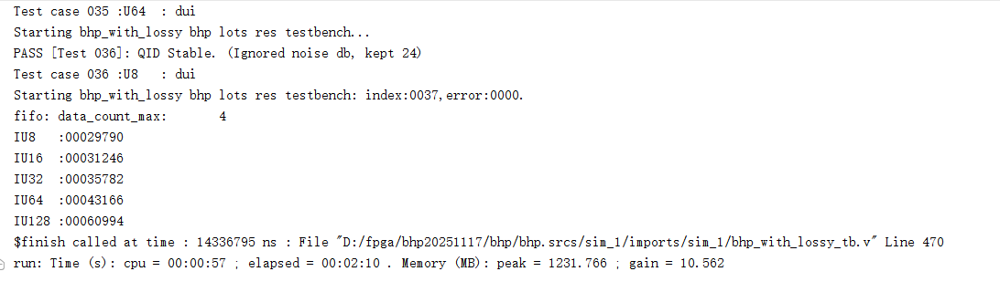 Test case 035 :U64  : dui
Starting bhp_with_lossy bhp lots res testbench...
PASS [Test 036]: QID Stable. (Ignored noise db, kept 24)
Test case 036 :U8   : dui
Starting bhp_with_lossy bhp lots res testbench: index:0037,error:0000.
fifo: data_count_max:       4
IU8   :00029790
IU16  :00031246
IU32  :00035782
IU64  :00043166
IU128 :00060994
$finish called at time : 14336795 ns : File "D:/fpga/bhp20251117/bhp/bhp.srcs/sim_1/imports/sim_1/bhp_with_lossy_tb.v" Line 470
run: Time (s): cpu = 00:00:57 ; elapsed = 00:02:10 . Memory (MB): peak = 1231.766 ; gain = 10.562